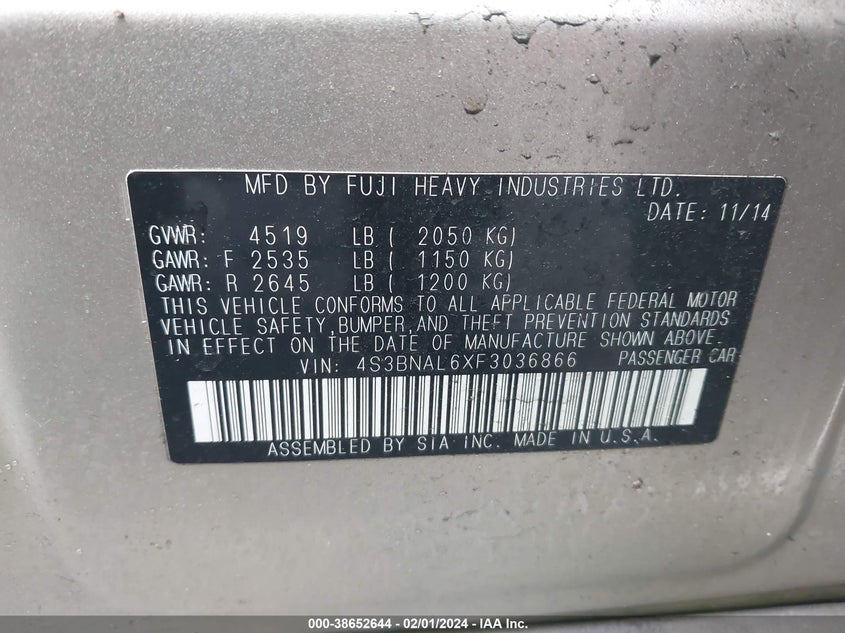 MFD BY FUJI HEAVY INDUSTRIES LTD.
DATE: 11/14
GVWR: 4519 LB ( 2050 KG)
GAWR: F 2535 LB ( 1150 KG)
GAWR: R 2645 LB ( 1200 KG)
THIS VEHICLE CONFORMS TO ALL APPLICABLE FEDERAL MOTOR
VEHICLE SAFETY, BUMPER, AND THEFT PREVENTION STANDARDS
IN EFFECT ON THE DATE OF MANUFACTURE SHOWN ABOVE.
VIN: 4S3BNAL6XF3036866 PASSENGER CAR
ASSEMBLED BY SIA INC. MADE IN U.S.A.
000-38652644 — 02/01/2024 — IAA Inc.